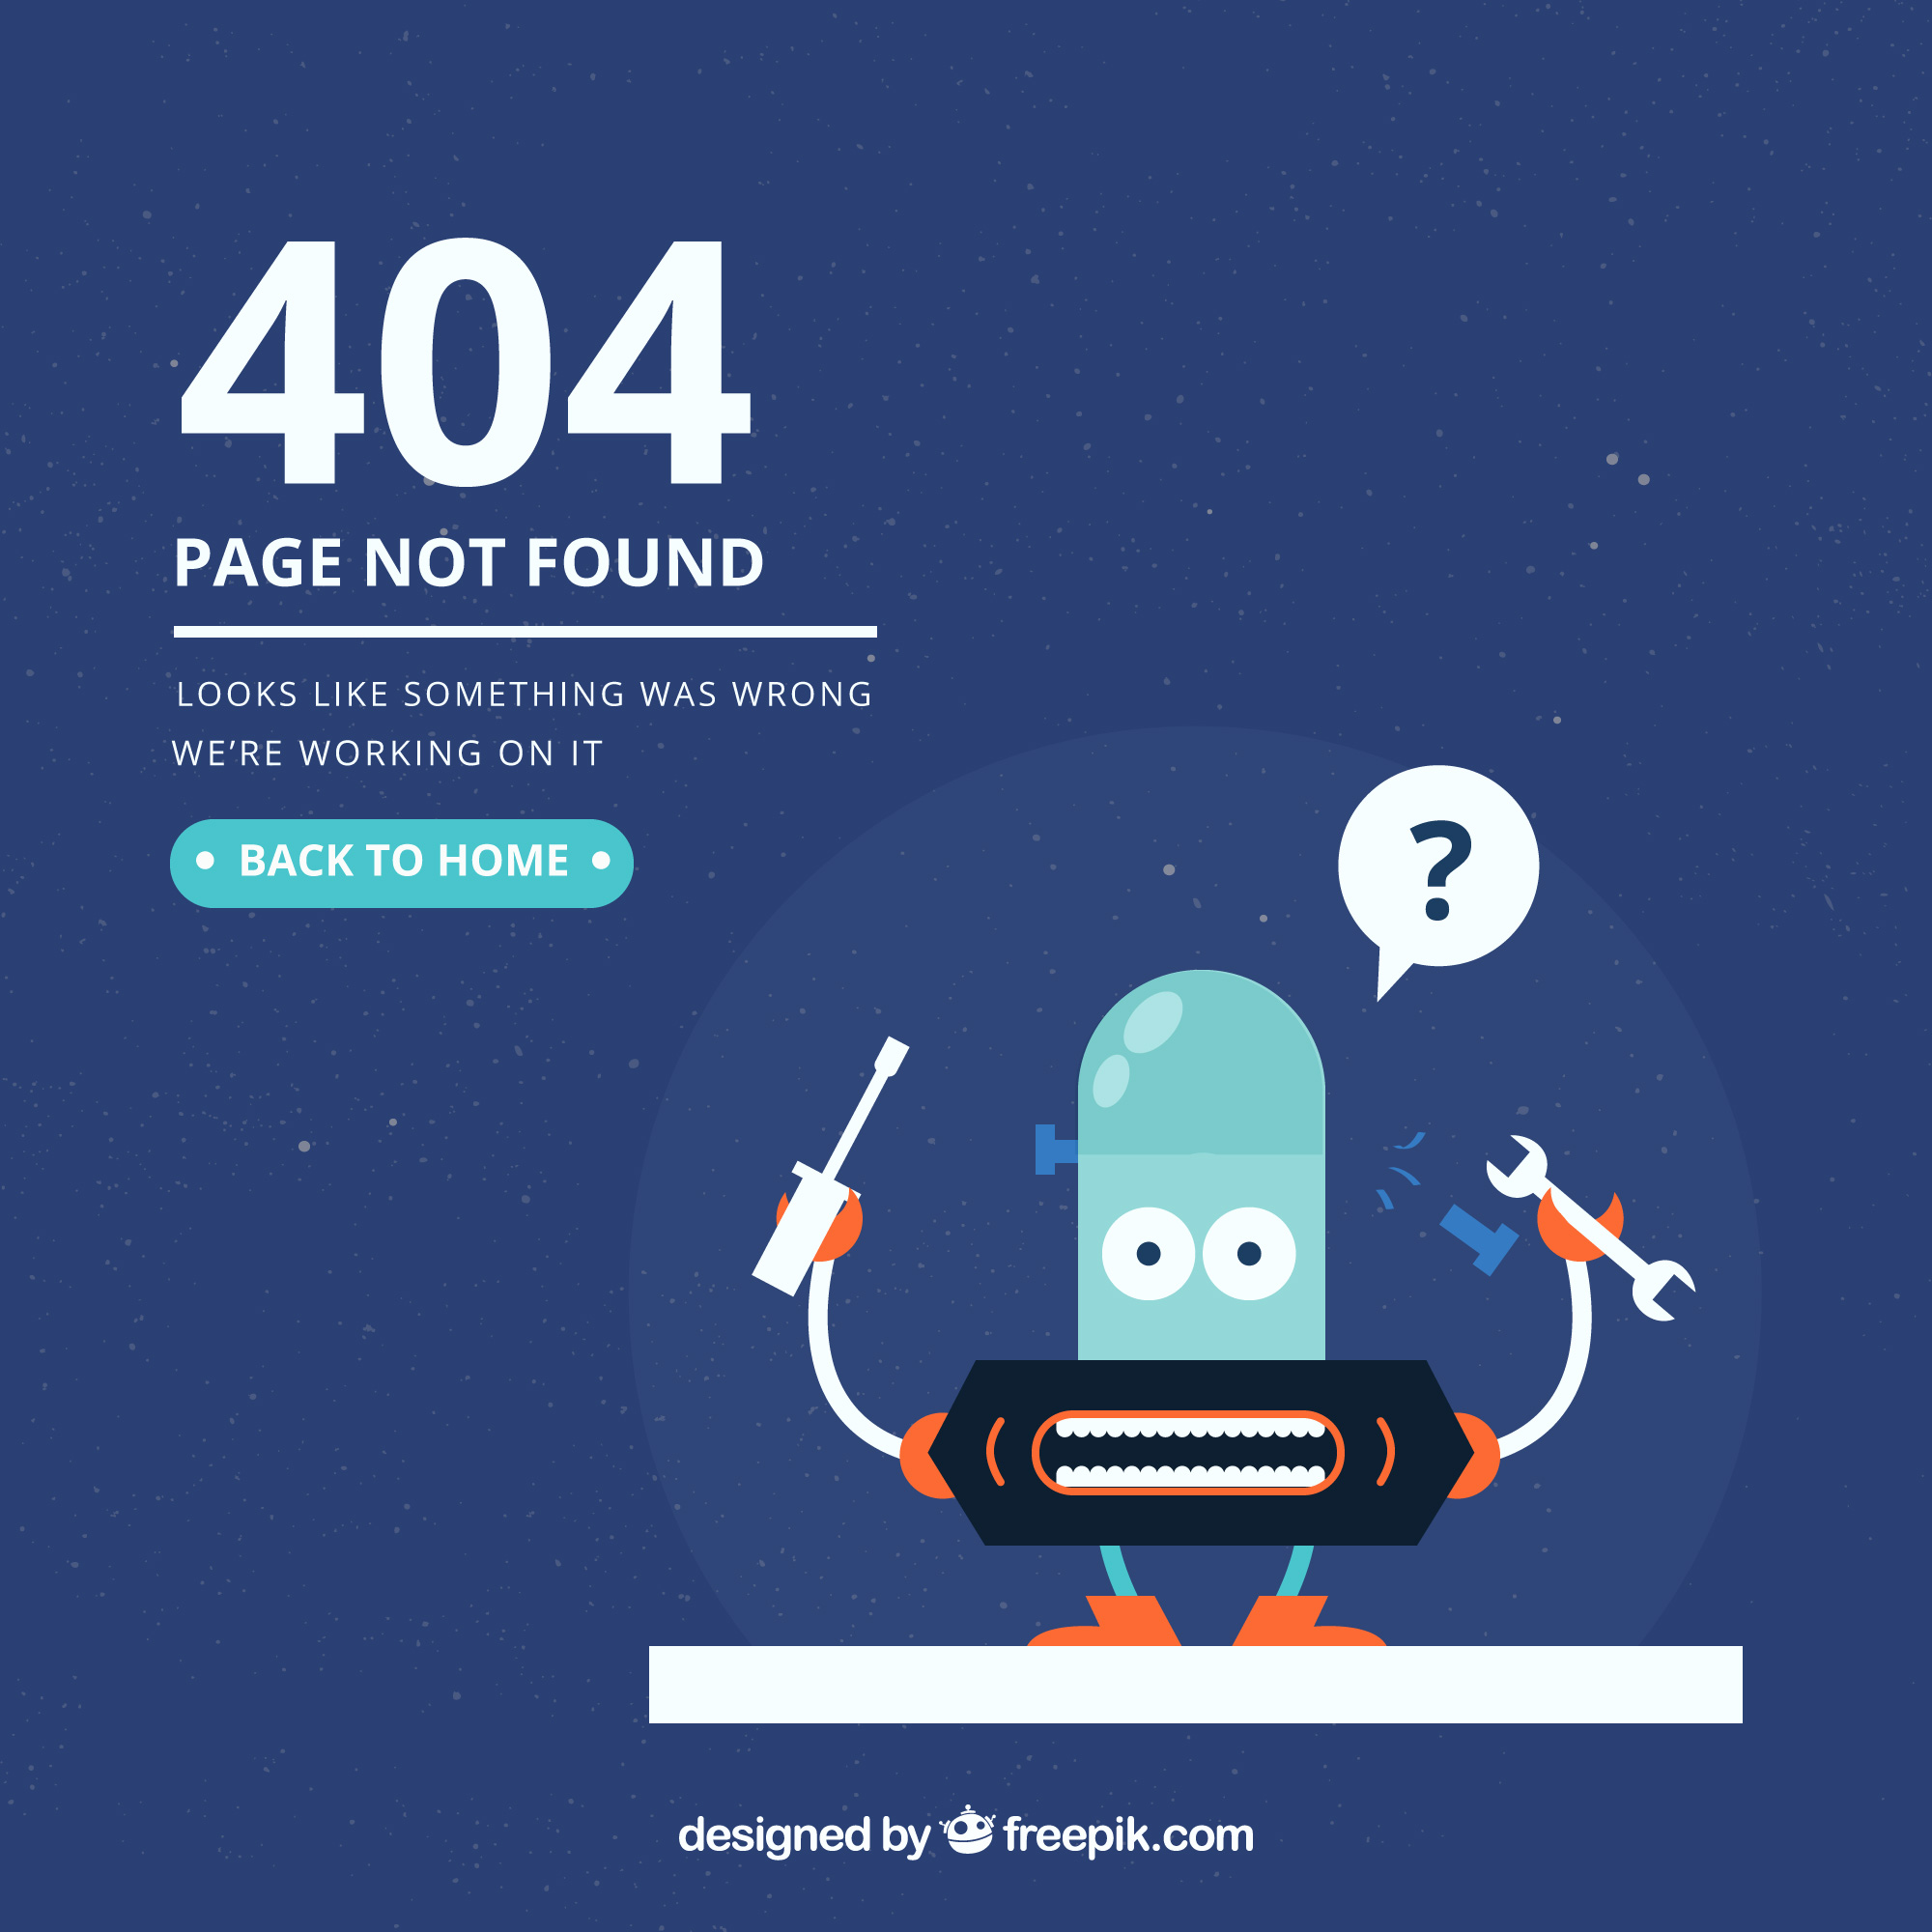 404
PAGE NOT FOUND
LOOKS LIKE SOMETHING WAS WRONG
WE’RE WORKING ON IT
BACK TO HOME
?
designed by freepik.com